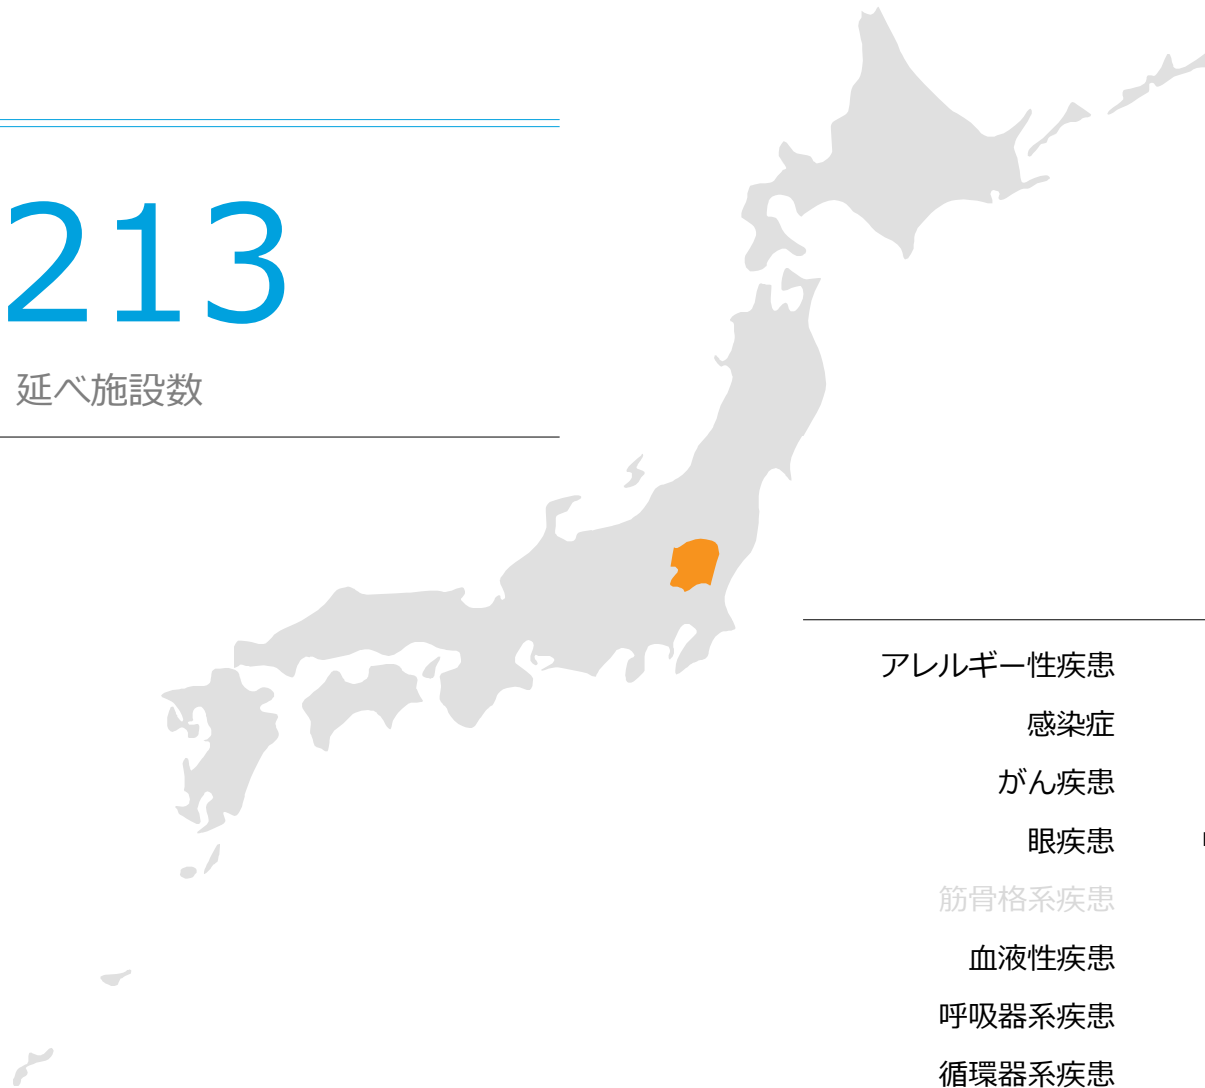 213
延べ施設数
アレルギー性疾患
感染症
がん疾患
眼疾患
筋骨格系疾患
血液性疾患
呼吸器系疾患
循環器系疾患